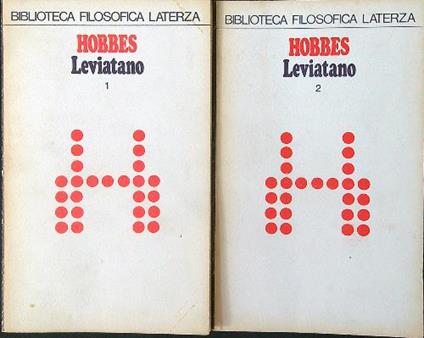 BIBLIOTECA FILOSOFICA LATERZA
HOBBES
Leviatano
1
BIBLIOTECA FILOSOFICA LATERZA
HOBBES
Leviatano
2